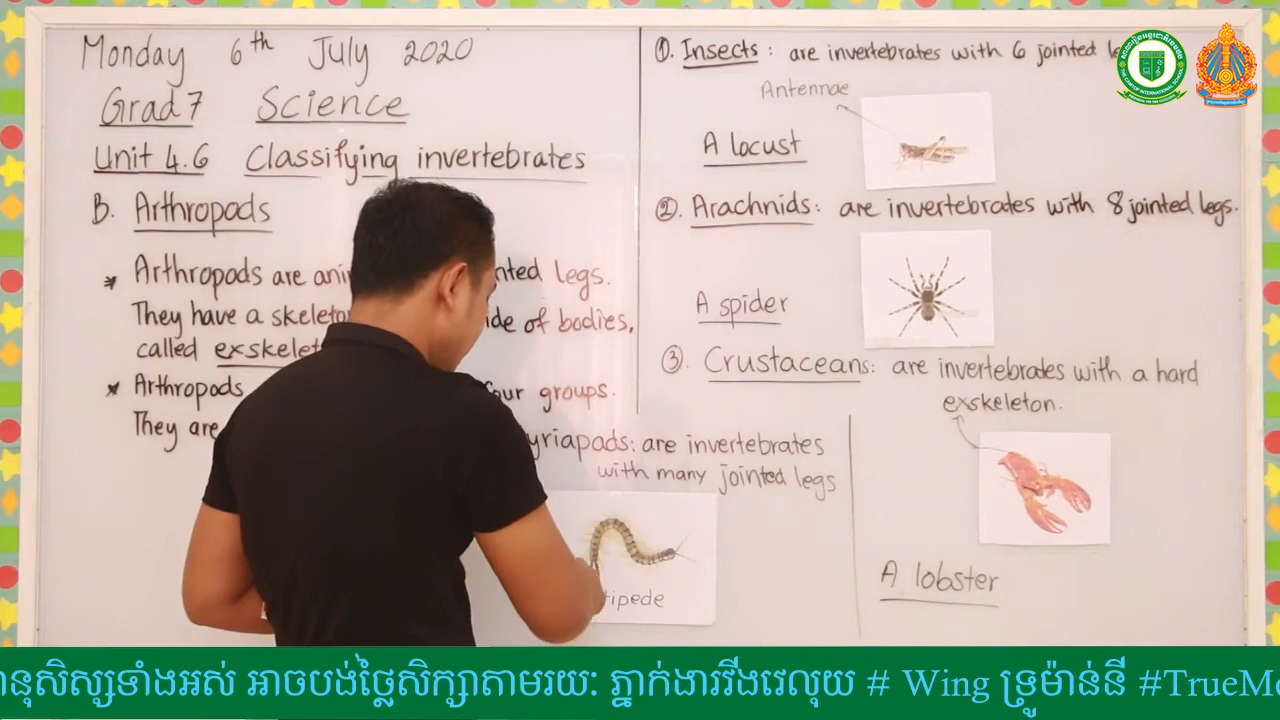 Monday 6th July 2020
Grad 7 Science
Unit 4.6 Classifying invertebrates
B. Arthropods
* Arthropods are nted legs.
They have a ide of bodies,
called
* Arthropods our groups.
They are
yriapads: are invertebrates
with many jointed legs
tipede
①. Insects: are invertebrates with 6 jointed
Antennae
A locust
②. Arachnids: are invertebrates with 8 jointed legs.
A spider
③. Crustaceans: are invertebrates with a hard
exskeleton.
A lobster
THE CAMTOP INTERNATIONAL SCHOOL
នុសិស្សទាំងអស់ អាចបង់ថ្លៃសិក្សាតាមរយៈ ភ្នាក់ងារវីងវេលុយ # Wing ទ្រូម៉ាន់នី #TrueMo